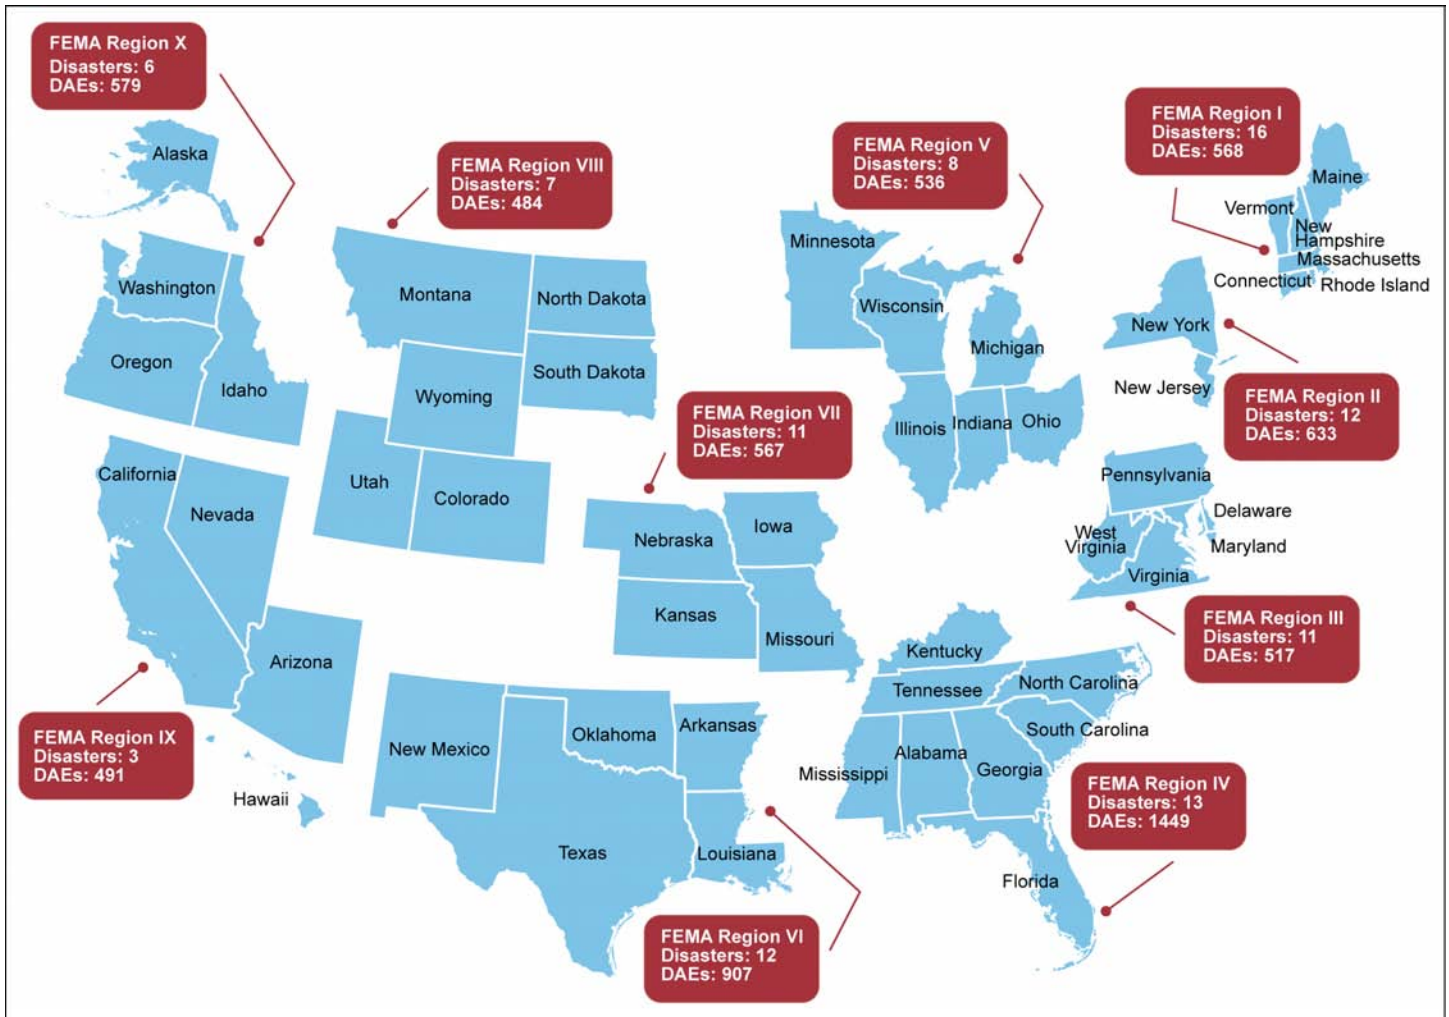 FEMA Region X
Disasters: 6
DAEs: 579
FEMA Region VIII
Disasters: 7
DAEs: 484
FEMA Region V
Disasters: 8
DAEs: 536
FEMA Region I
Disasters: 16
DAEs: 568
Alaska
Washington
Oregon
Idaho
Montana
North Dakota
South Dakota
Wyoming
Utah
Colorado
Minnesota
Wisconsin
Michigan
Illinois
Indiana
Ohio
Maine
Vermont
New
Hampshire
Massachusetts
Connecticut
Rhode Island
New York
New Jersey
FEMA Region II
Disasters: 12
DAEs: 633
FEMA Region VII
Disasters: 11
DAEs: 567
California
Nevada
Arizona
Hawaii
FEMA Region IX
Disasters: 3
DAEs: 491
Nebraska
Iowa
Kansas
Missouri
Pennsylvania
Delaware
Maryland
West
Virginia
Virginia
FEMA Region III
Disasters: 11
DAEs: 517
New Mexico
Oklahoma
Arkansas
Texas
Louisiana
FEMA Region VI
Disasters: 12
DAEs: 907
Kentucky
Tennessee
North Carolina
South Carolina
Mississippi
Alabama
Georgia
Florida
FEMA Region IV
Disasters: 13
DAEs: 1449